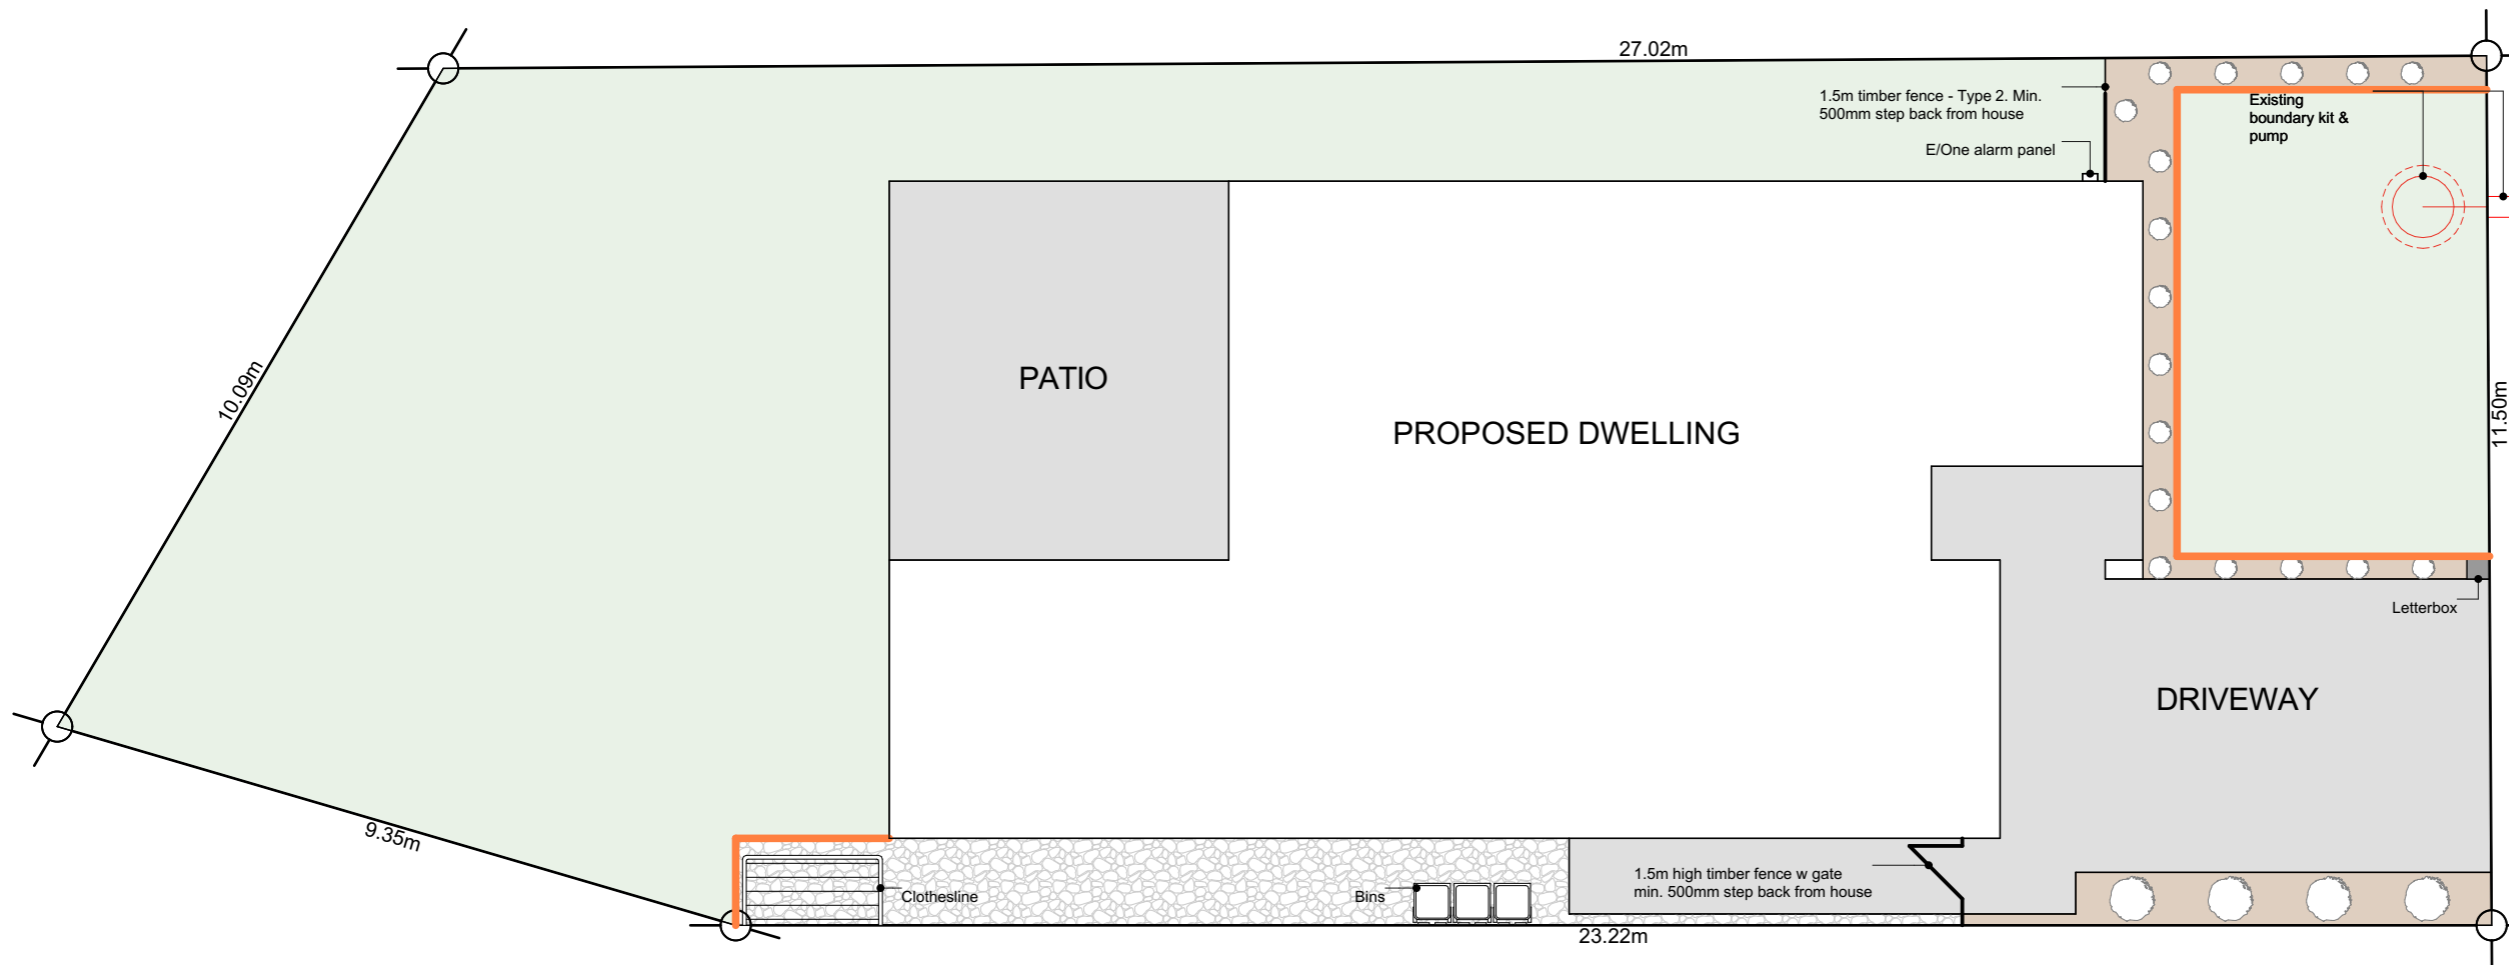 27.02m
1.5m timber fence - Type 2. Min.
500mm step back from house
E/One alarm panel
Existing
boundary kit &
pump
10.09m
PATIO
PROPOSED DWELLING
11.50m
Letterbox
DRIVEWAY
9.35m
Clothesline
Bins
1.5m high timber fence w gate
min. 500mm step back from house
23.22m